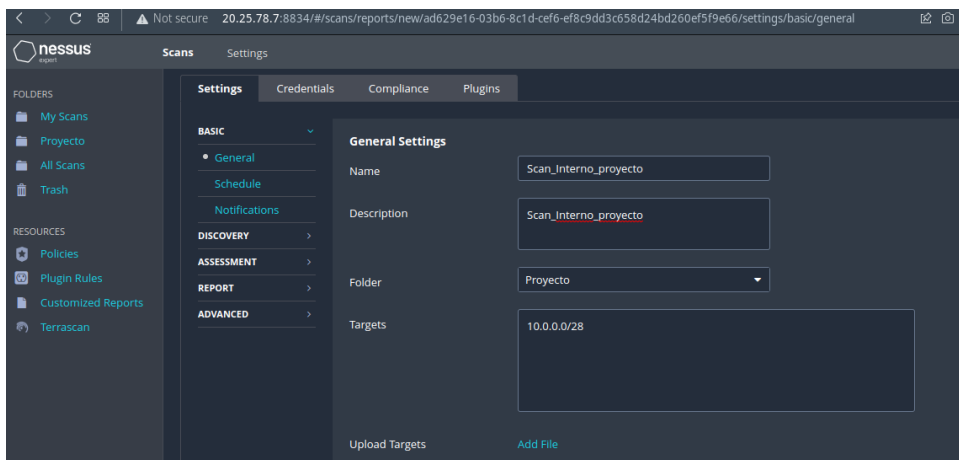 Not secure 20.25.78.7:8834/#/scans/reports/new/ad629e16-03b6-8c1d-cef6-ef8c9dd3c658d24bd260ef5f9e66/settings/basic/general
nessus
expert
Scans Settings
FOLDERS
My Scans
Proyecto
All Scans
Trash
RESOURCES
Policies
Plugin Rules
Customized Reports
Terrascan
Settings Credentials Compliance Plugins
BASIC
General
Schedule
Notifications
DISCOVERY
ASSESSMENT
REPORT
ADVANCED
General Settings
Name Scan_Interno_proyecto
Description Scan_Interno_proyecto
Folder Proyecto
Targets 10.0.0.0/28
Upload Targets Add File